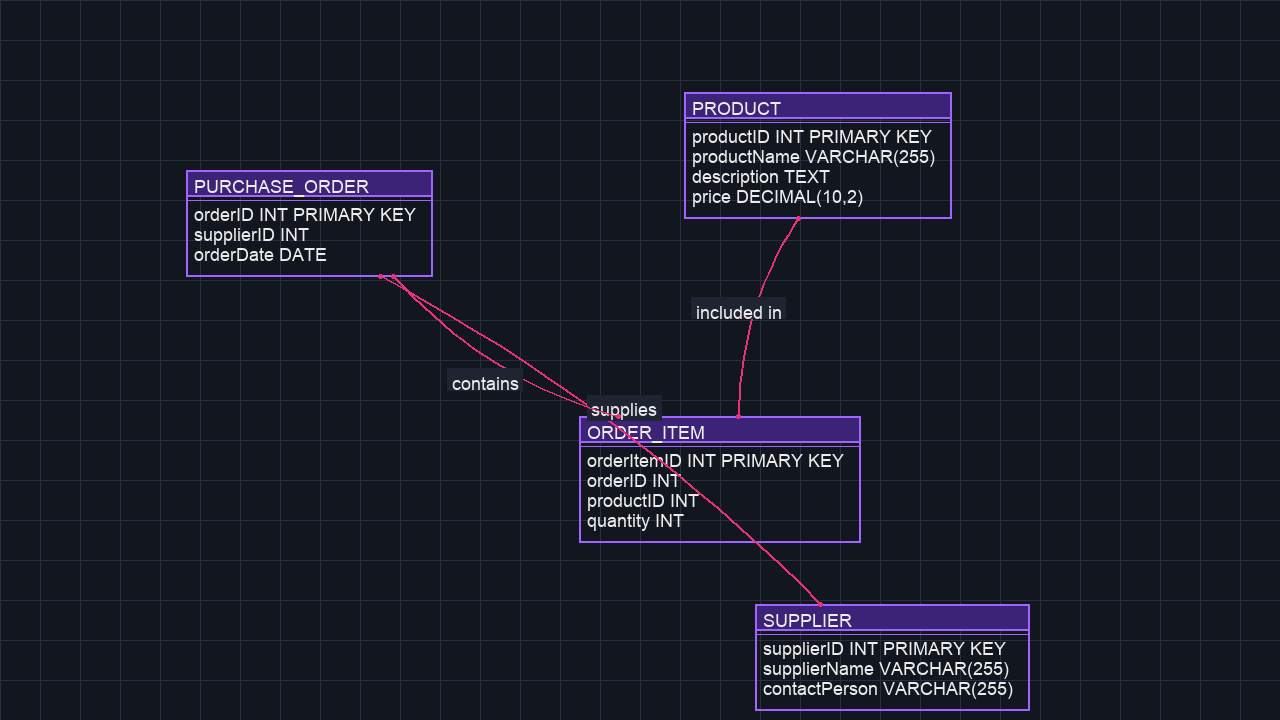 PRODUCT
productID INT PRIMARY KEY
productName VARCHAR(255)
description TEXT
price DECIMAL(10,2)
PURCHASE_ORDER
orderID INT PRIMARY KEY
supplierID INT
orderDate DATE
included in
contains
supplies
ORDER_ITEM
orderItemID INT PRIMARY KEY
orderID INT
productID INT
quantity INT
SUPPLIER
supplierID INT PRIMARY KEY
supplierName VARCHAR(255)
contactPerson VARCHAR(255)